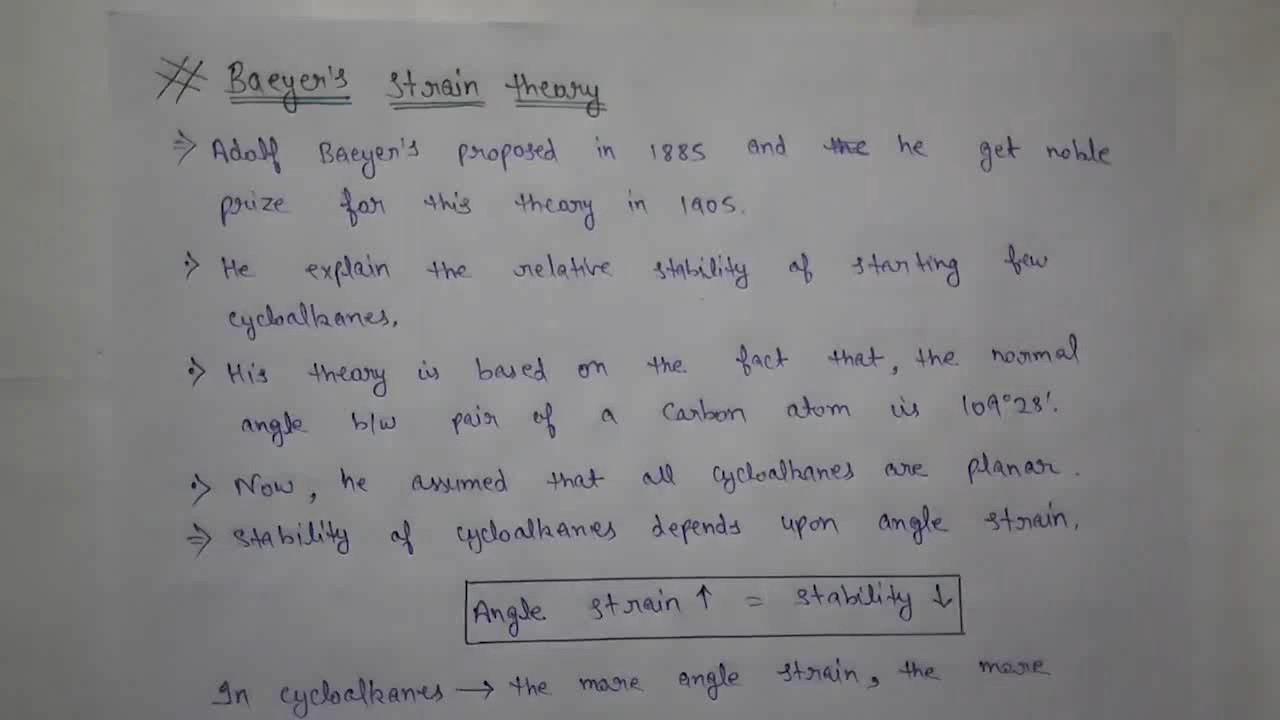 Baeyer's strain theory
⇒ Adolf Baeyer's proposed in 1885 and the he get noble
prize for this theory in 1905.
⇒ He explain the relative stability of starting few
cycloalkanes.
⇒ His theory is based on the fact that, the normal
angle b/w pair of a carbon atom is 109°28'.
⇒ Now, he assumed that all cycloalkanes are planar.
⇒ stability of cycloalkanes depends upon angle strain.
Angle strain ↑ = stability ↓
In cycloalkanes → the more angle strain, the more